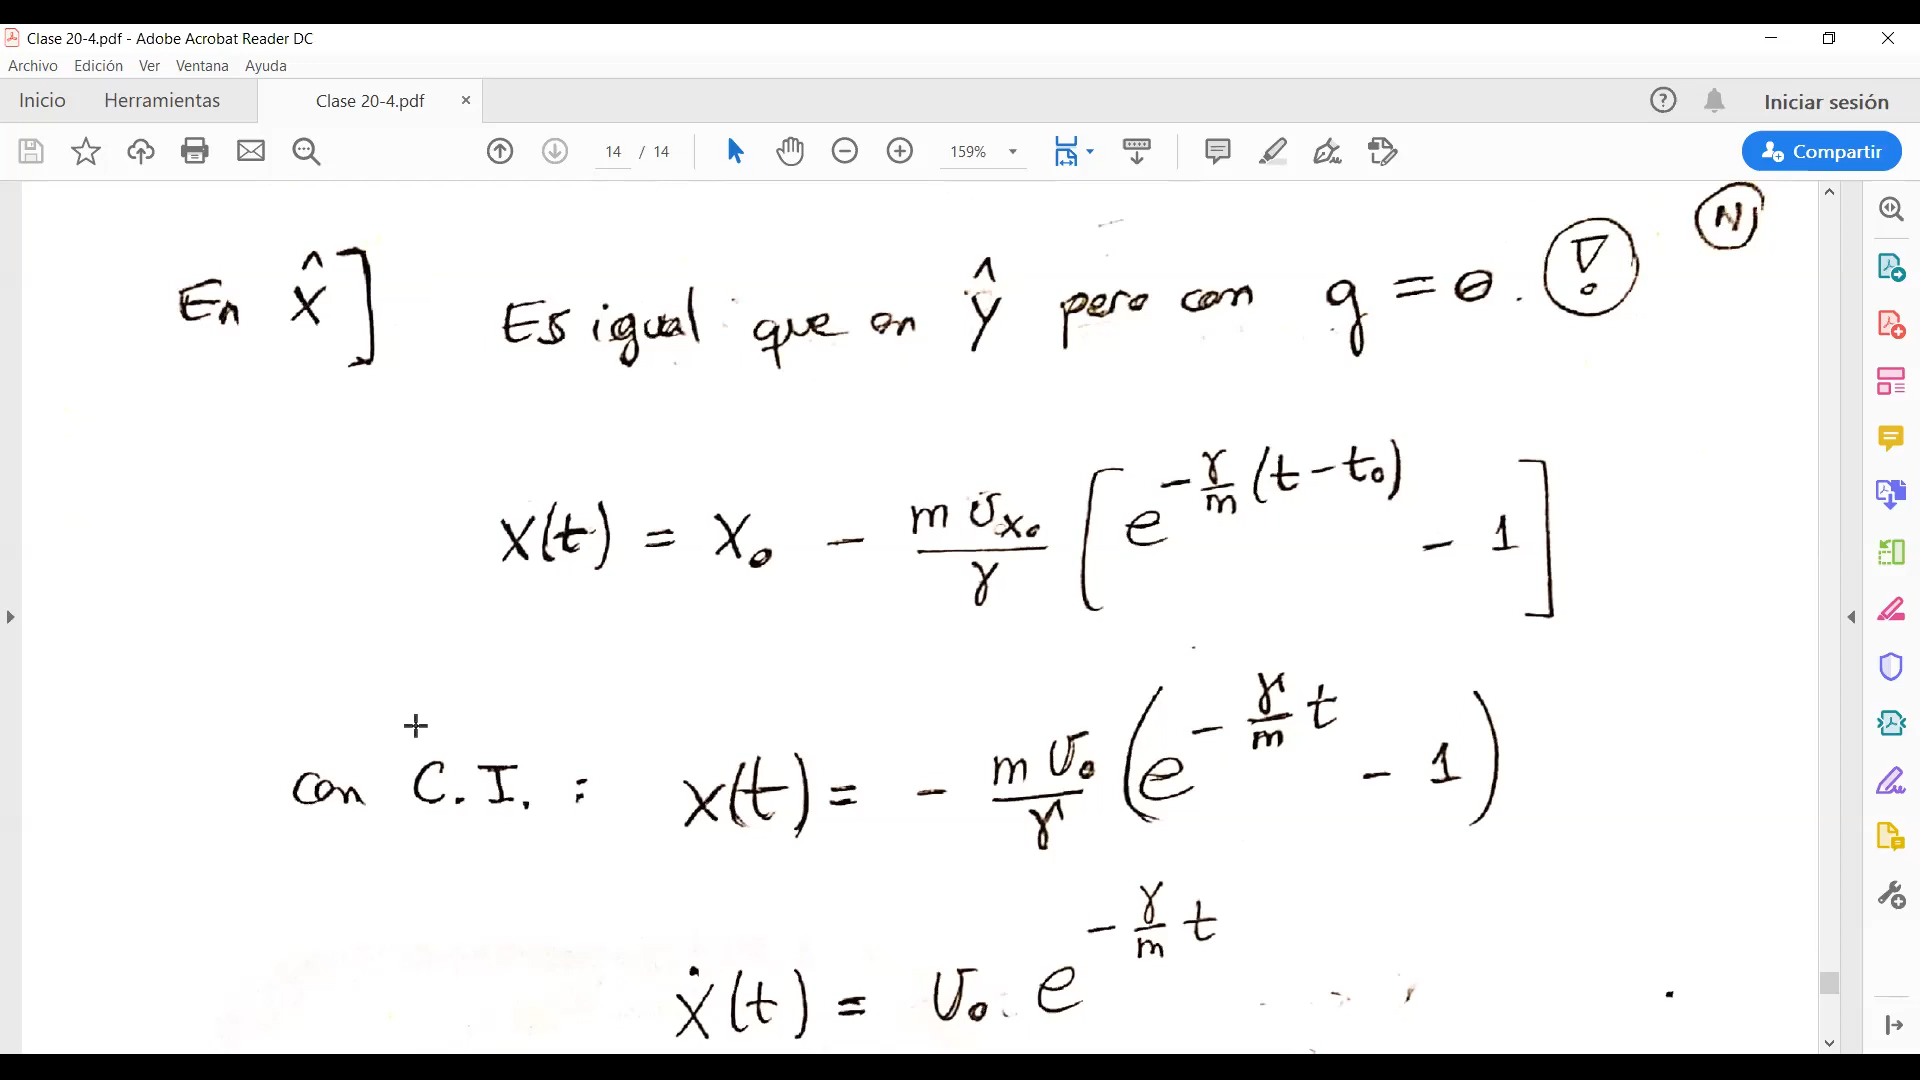 Clase 20-4.pdf - Adobe Acrobat Reader DC
Archivo Edición Ver Ventana Ayuda
Inicio Herramientas Clase 20-4.pdf × Iniciar sesión
14 / 14 159% Compartir
N
En x̂] Es igual que en ŷ pero con g = 0. !
x(t) = x₀ - m v_{x₀}/γ [e^{-γ/m (t-t₀)} - 1]
con C.I. : x(t) = - m v₀/γ (e^{-γ/m t} - 1)
ẋ(t) = v₀ e^{-γ/m t}